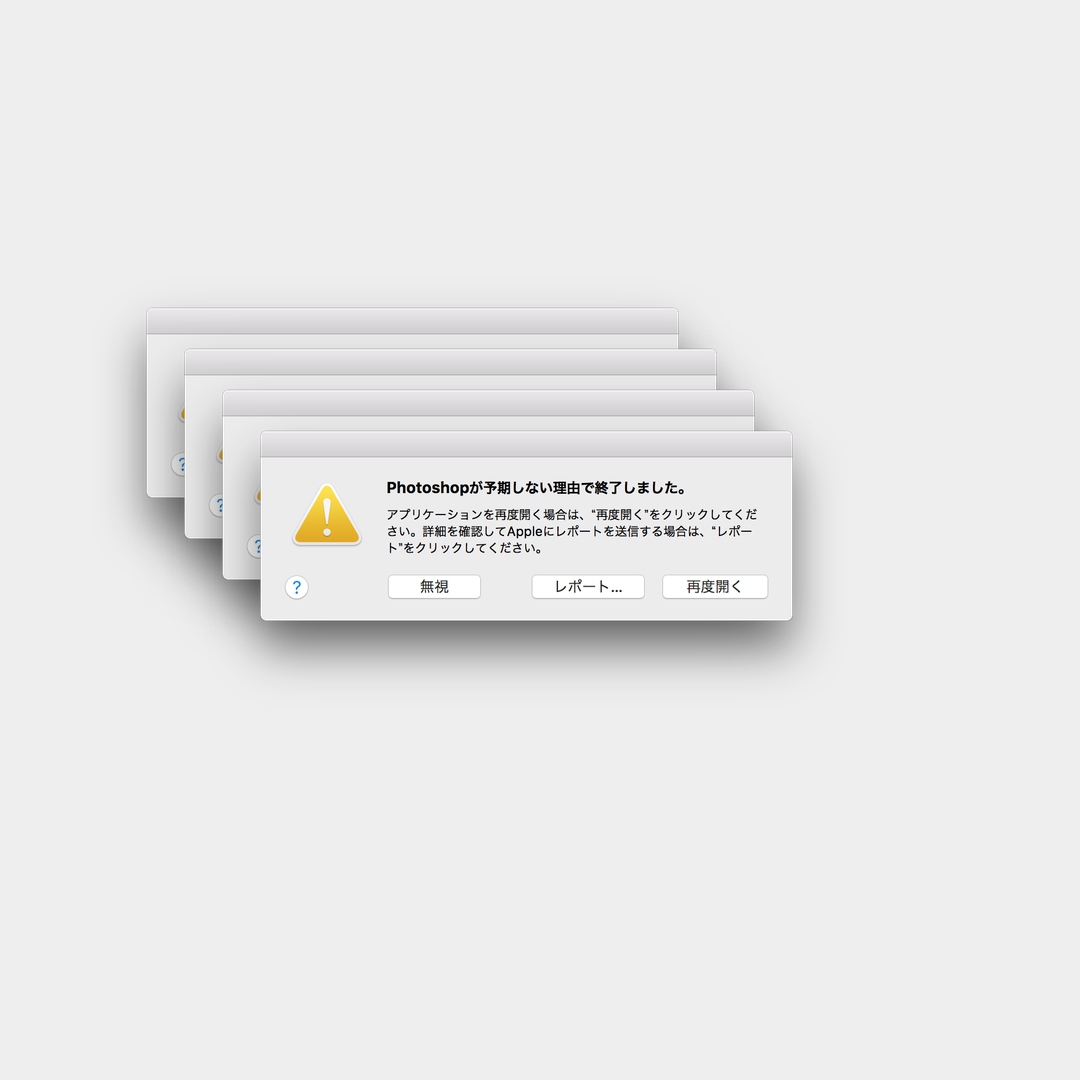 Photoshopが予期しない理由で終了しました。
アプリケーションを再度開く場合は、“再度開く”をクリックしてくだ
さい。詳細を確認してAppleにレポートを送信する場合は、“レポー
ト”をクリックしてください。
?
?
?
?
無視
レポート...
再度開く